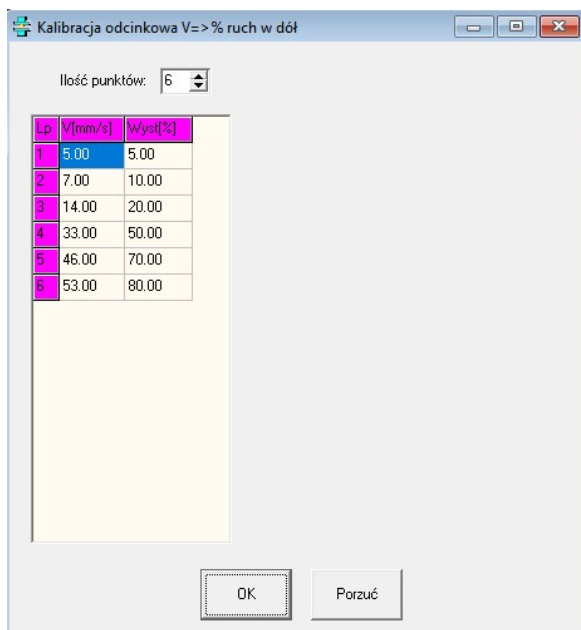 Kalibracja odcinkowa V=>% ruch w dół
Ilość punktów: 6
Lp V[mm/s] Wyst[%]
1 5.00 5.00
2 7.00 10.00
3 14.00 20.00
4 33.00 50.00
5 46.00 70.00
6 53.00 80.00
OK Porzuć